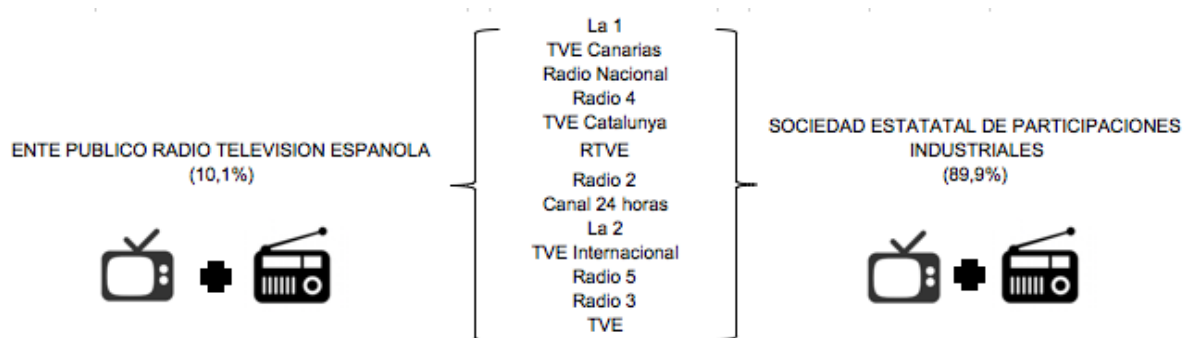 ENTE PUBLICO RADIO TELEVISION ESPANOLA
(10,1%)
La 1
TVE Canarias
Radio Nacional
Radio 4
TVE Catalunya
RTVE
Radio 2
Canal 24 horas
La 2
TVE Internacional
Radio 5
Radio 3
TVE
SOCIEDAD ESTATATAL DE PARTICIPACIONES
INDUSTRIALES
(89,9%)